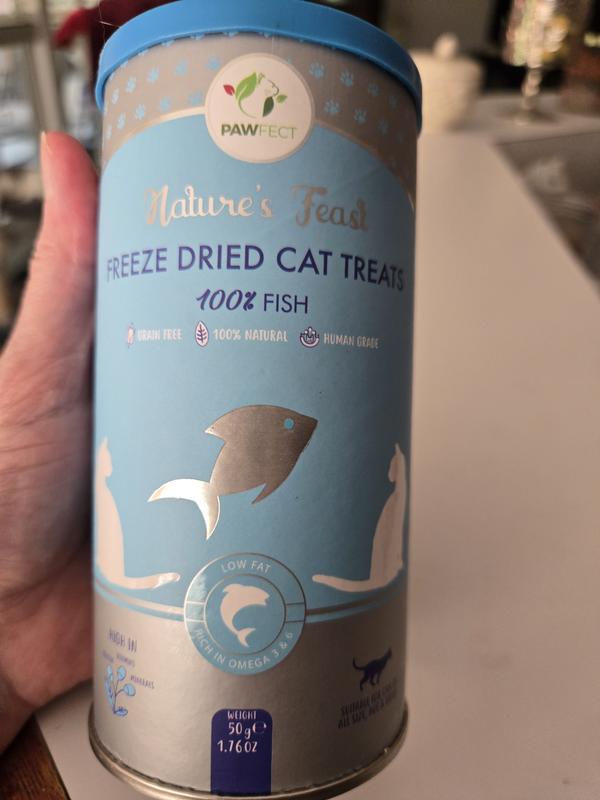 PAWFECT
Nature's Feast
FREEZE DRIED CAT TREATS
100% FISH
GRAIN FREE 100% NATURAL HUMAN GRADE
LOW FAT
RICH IN OMEGA 3 & 6
HIGH IN
MINERALS
SUITABLE FOR CATS OF
ALL SIZE, AGE &
WEIGHT
50g℮
1.76OZ